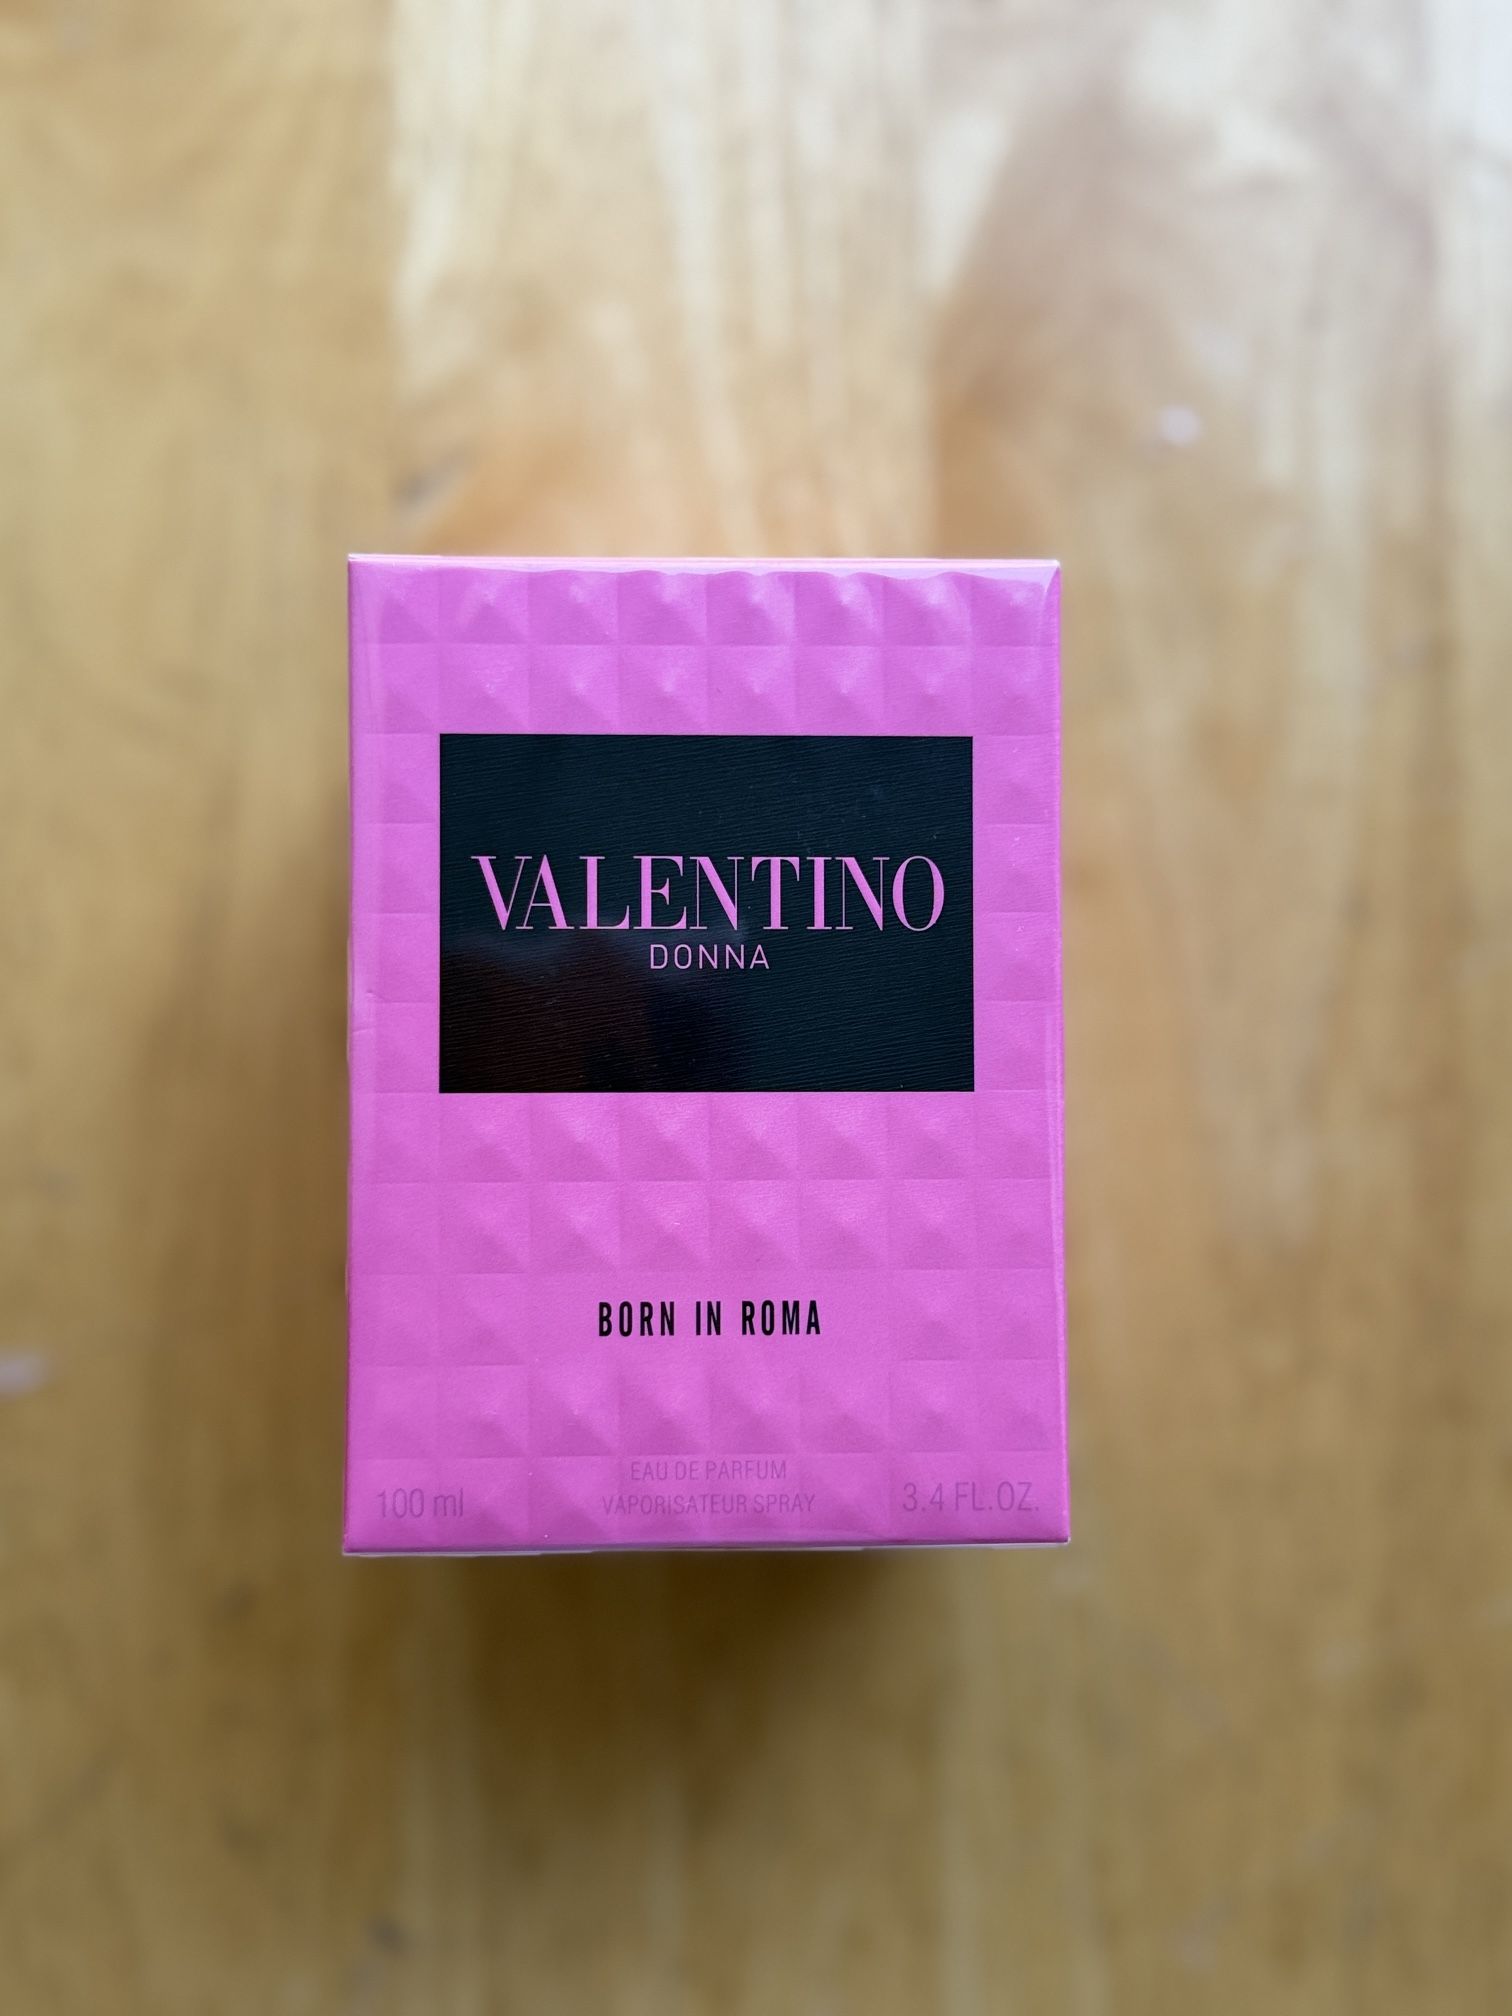 VALENTINO
DONNA
BORN IN ROMA
EAU DE PARFUM
100 ml VAPORISATEUR SPRAY 3.4 FL.OZ.